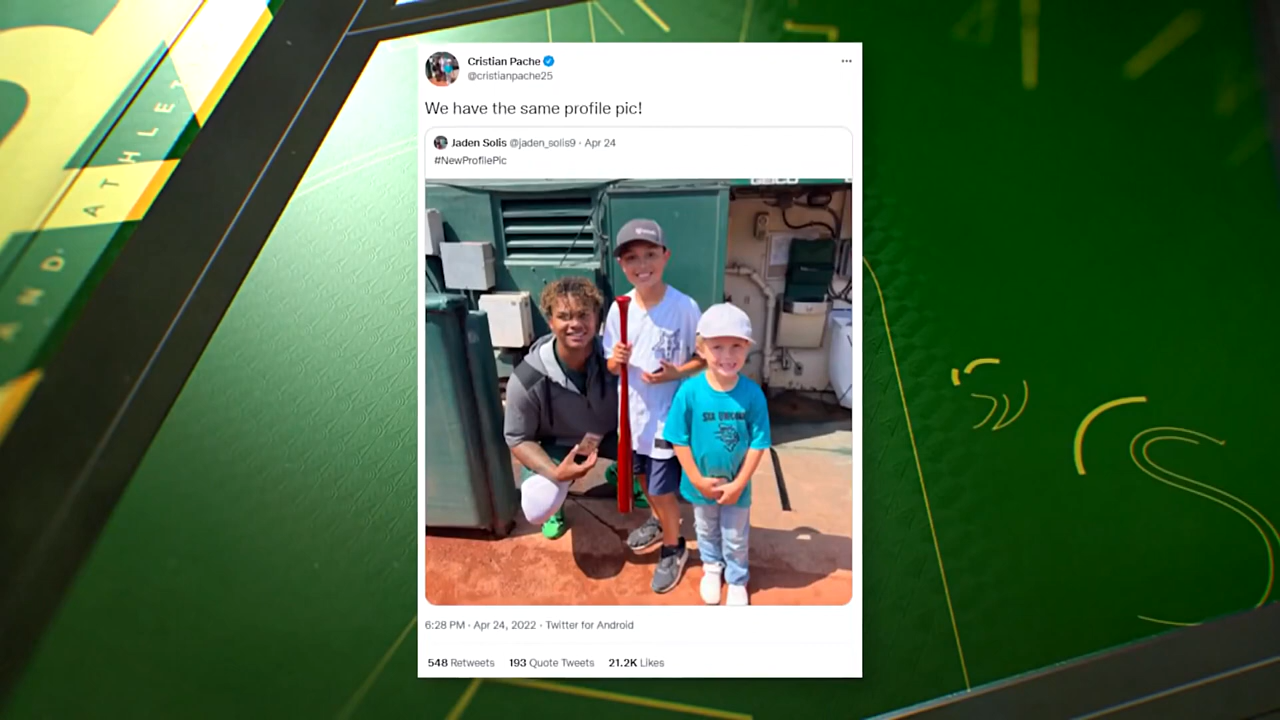 Cristian Pache
@cristianpache25
We have the same profile pic!
Jaden Solis @jaden_solis9 · Apr 24
#NewProfilePic
GEICO
6:28 PM · Apr 24, 2022 · Twitter for Android
548 Retweets 193 Quote Tweets 21.2K Likes